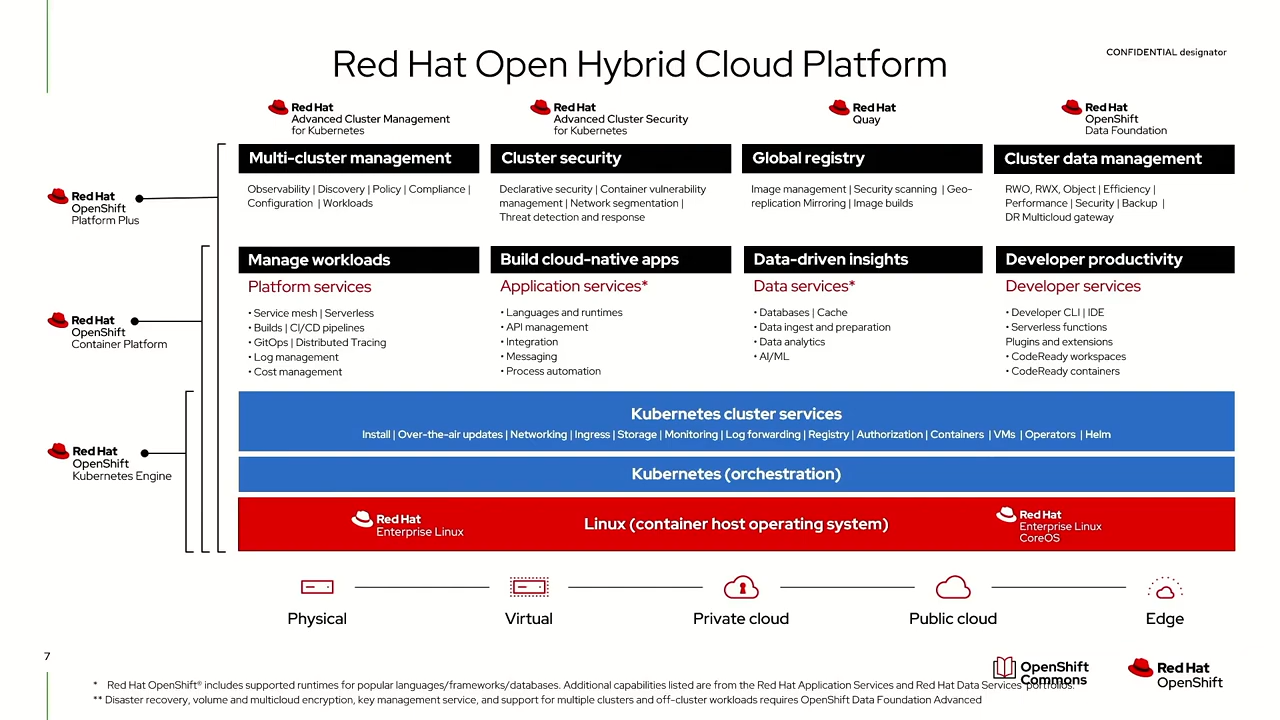 CONFIDENTIAL designator
Red Hat Open Hybrid Cloud Platform
Red Hat
Advanced Cluster Management
for Kubernetes
Red Hat
Advanced Cluster Security
for Kubernetes
Red Hat
Quay
Red Hat
OpenShift
Data Foundation
Multi-cluster management
Cluster security
Global registry
Cluster data management
Red Hat
OpenShift
Platform Plus
Observability | Discovery | Policy | Compliance |
Configuration | Workloads
Declarative security | Container vulnerability
management | Network segmentation |
Threat detection and response
Image management | Security scanning | Geo-
replication Mirroring | Image builds
RWO, RWX, Object | Efficiency |
Performance | Security | Backup |
DR Multicloud gateway
Red Hat
OpenShift
Container Platform
Manage workloads
Platform services
• Service mesh | Serverless
• Builds | CI/CD pipelines
• GitOps | Distributed Tracing
• Log management
• Cost management
Build cloud-native apps
Application services*
• Languages and runtimes
• API management
• Integration
• Messaging
• Process automation
Data-driven insights
Data services*
• Databases | Cache
• Data ingest and preparation
• Data analytics
• AI/ML
Developer productivity
Developer services
• Developer CLI | IDE
• Serverless functions
Plugins and extensions
• CodeReady workspaces
• CodeReady containers
Red Hat
OpenShift
Kubernetes Engine
Kubernetes cluster services
Install | Over-the-air updates | Networking | Ingress | Storage | Monitoring | Log forwarding | Registry | Authorization | Containers | VMs | Operators | Helm
Kubernetes (orchestration)
Red Hat
Enterprise Linux
Linux (container host operating system)
Red Hat
Enterprise Linux
CoreOS
Physical
Virtual
Private cloud
Public cloud
Edge
7
* Red Hat OpenShift® includes supported runtimes for popular languages/frameworks/databases. Additional capabilities listed are from the Red Hat Application Services and Red Hat Data Services portfolios.
** Disaster recovery, volume and multicloud encryption, key management service, and support for multiple clusters and off-cluster workloads requires OpenShift Data Foundation Advanced
OpenShift
Commons
Red Hat
OpenShift